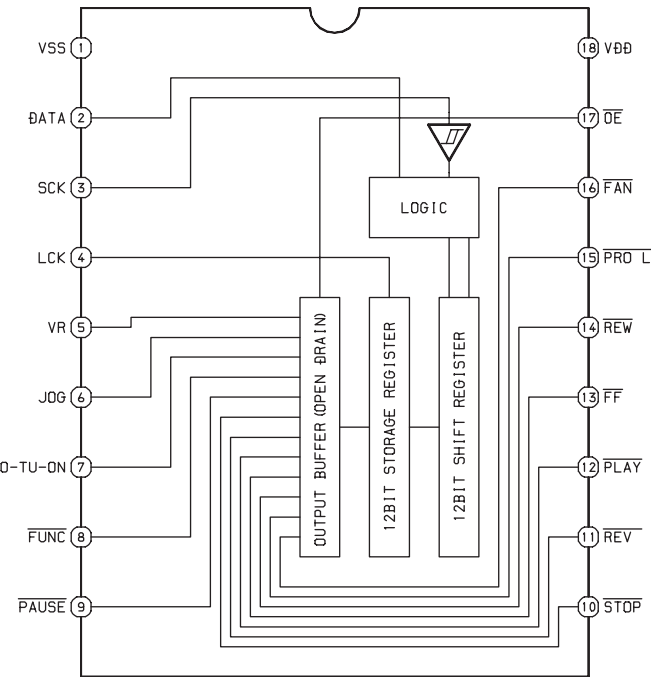 VSS 1
18 VDD
DATA 2
17 OE
SCK 3
16 FAN
LOGIC
LCK 4
15 PRO L
VR 5
14 REW
JOG 6
13 FF
O-TU-ON 7
12 PLAY
FUNC 8
11 REV
PAUSE 9
10 STOP
OUTPUT BUFFER (OPEN DRAIN)
12BIT STORAGE REGISTER
12BIT SHIFT REGISTER